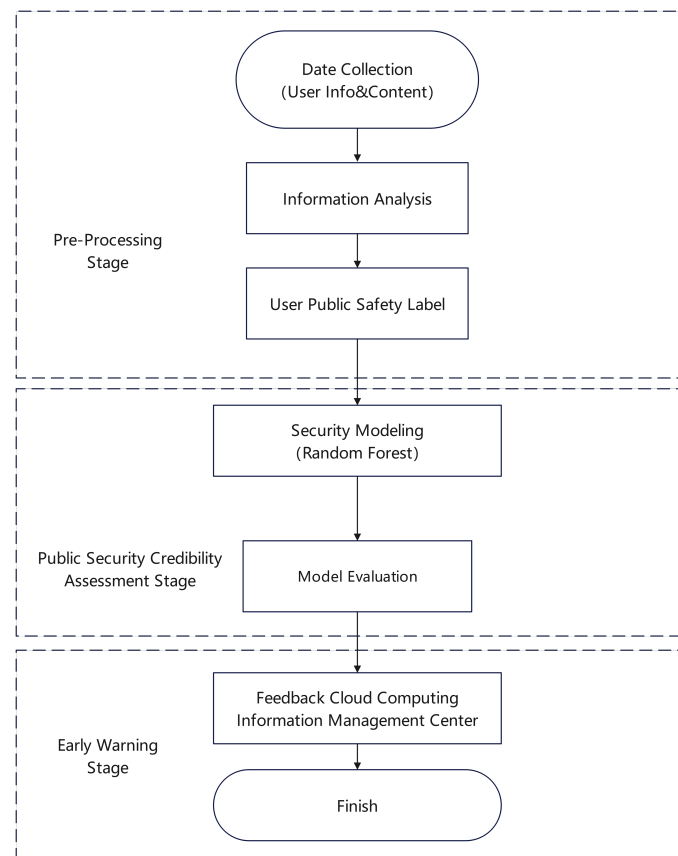 Date Collection
(User Info&Content)
Information Analysis
Pre-Processing
Stage
User Public Safety Label
Security Modeling
(Random Forest)
Public Security Credibility
Assessment Stage
Model Evaluation
Feedback Cloud Computing
Information Management Center
Early Warning
Stage
Finish